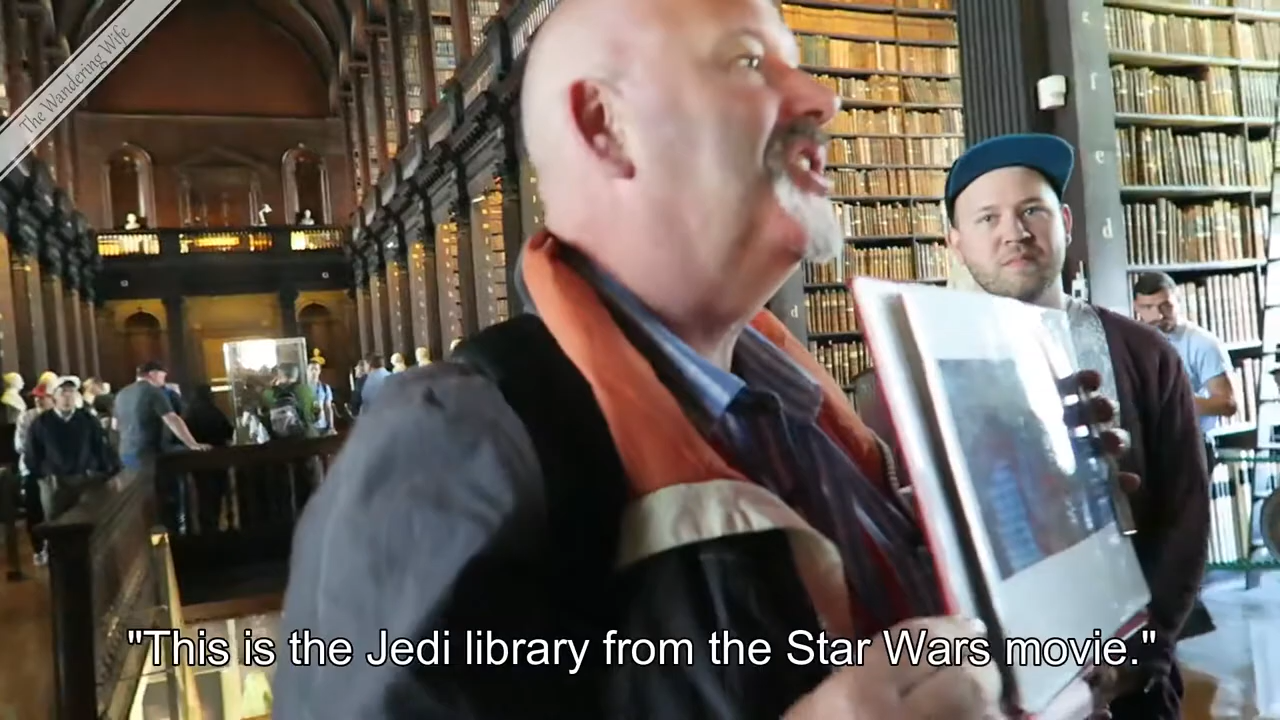 The Wandering Wife
e
r
e
d
d
"This is the Jedi library from the Star Wars movie."